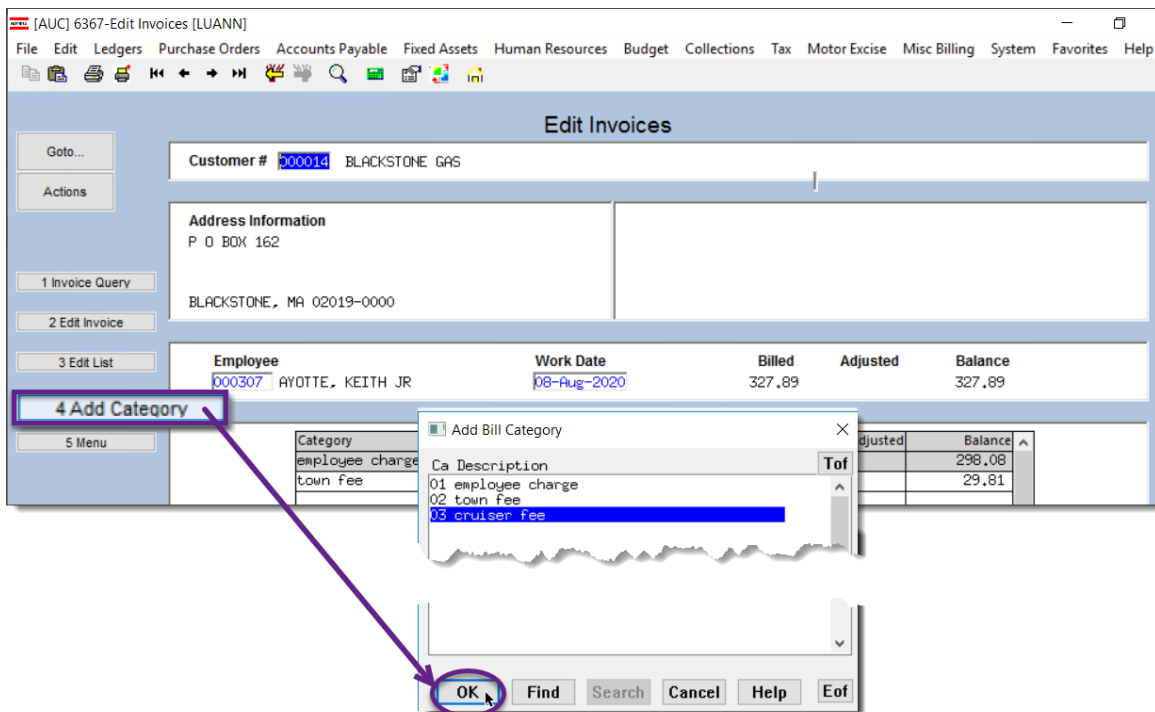 [AUC] 6367-Edit Invoices [LUANN]
File Edit Ledgers Purchase Orders Accounts Payable Fixed Assets Human Resources Budget Collections Tax Motor Excise Misc Billing System Favorites Help
Edit Invoices
Goto...
Actions
Customer # 000014 BLACKSTONE GAS
Address Information
P O BOX 162
BLACKSTONE, MA 02019-0000
1 Invoice Query
2 Edit Invoice
3 Edit List
4 Add Category
5 Menu
Employee Work Date Billed Adjusted Balance
000307 AYOTTE, KEITH JR 08-Aug-2020 327.89 327.89
Category djusted Balance
employee charge 298.08
town fee 29.81
Add Bill Category
Ca Description Tof
01 employee charge
02 town fee
03 cruiser fee
OK Find Search Cancel Help Eof